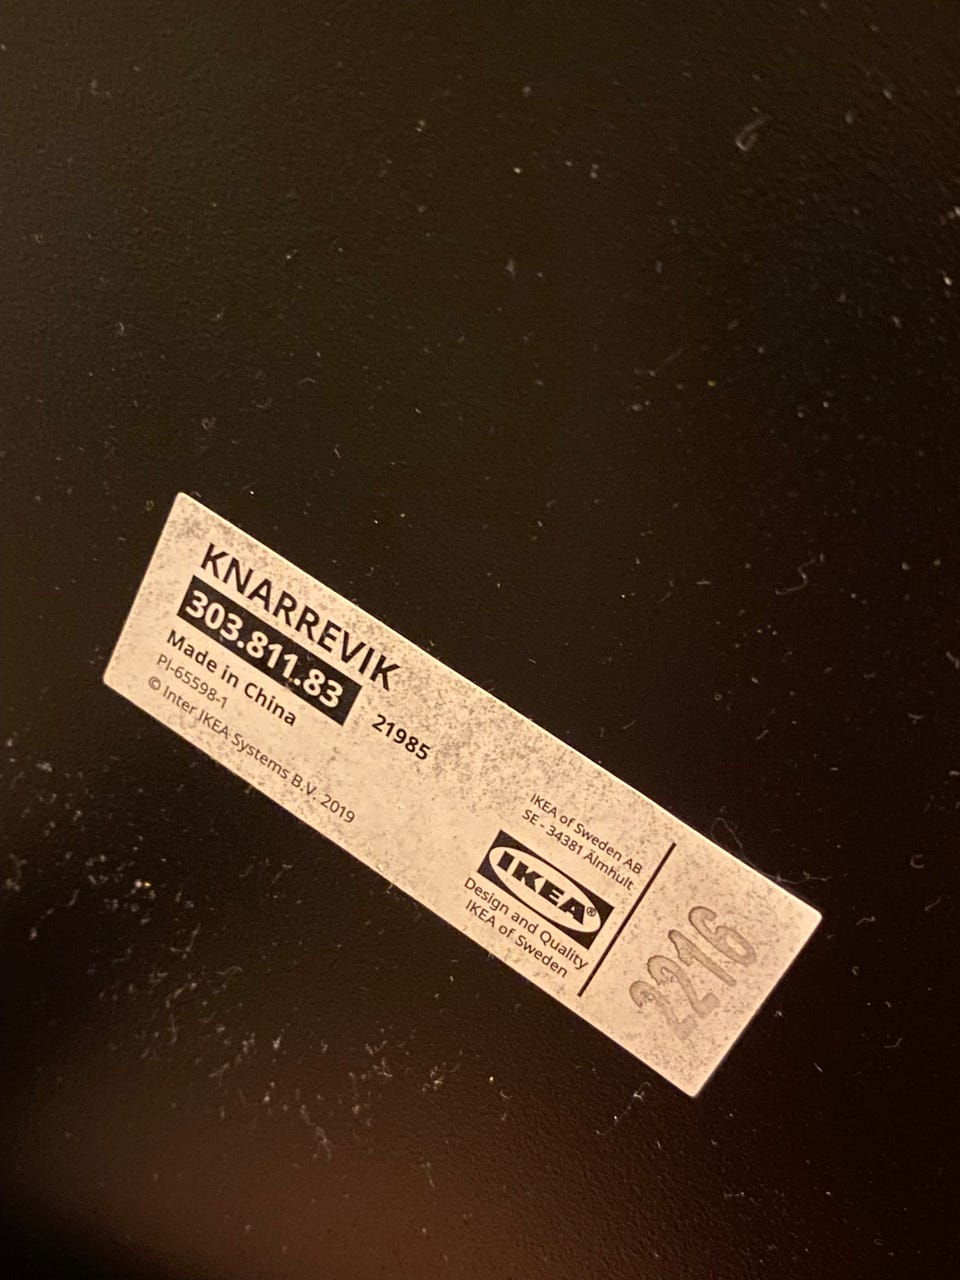 KNARREVIK
303.811.83 21985
Made in China
PI-65598-1
© Inter IKEA Systems B.V. 2019
IKEA of Sweden AB
SE - 34381 Älmhult
IKEA®
Design and Quality
IKEA of Sweden
2216